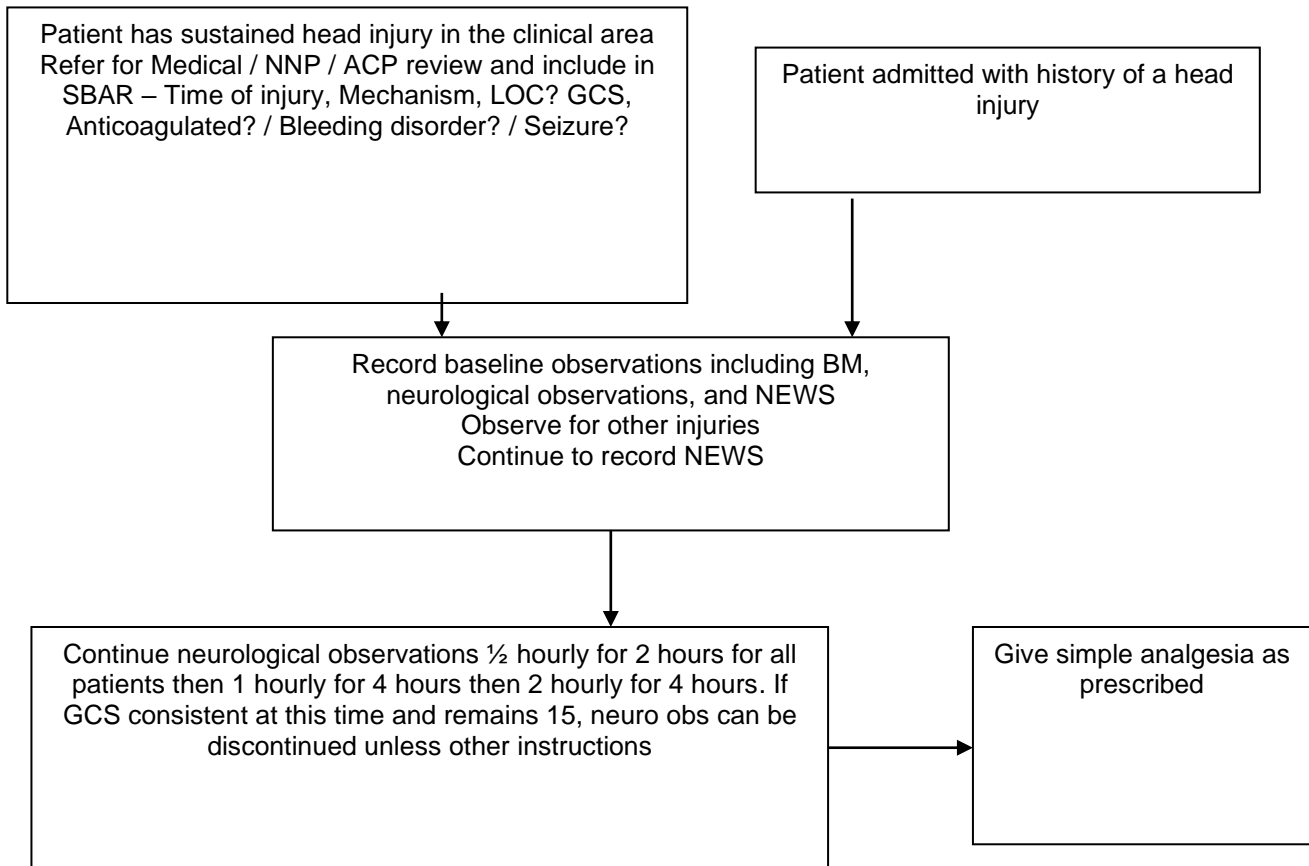 Patient has sustained head injury in the clinical area
Refer for Medical / NNP / ACP review and include in
SBAR – Time of injury, Mechanism, LOC? GCS,
Anticoagulated? / Bleeding disorder? / Seizure?
Patient admitted with history of a head
injury
Record baseline observations including BM,
neurological observations, and NEWS
Observe for other injuries
Continue to record NEWS
Continue neurological observations ½ hourly for 2 hours for all
patients then 1 hourly for 4 hours then 2 hourly for 4 hours. If
GCS consistent at this time and remains 15, neuro obs can be
discontinued unless other instructions
Give simple analgesia as
prescribed